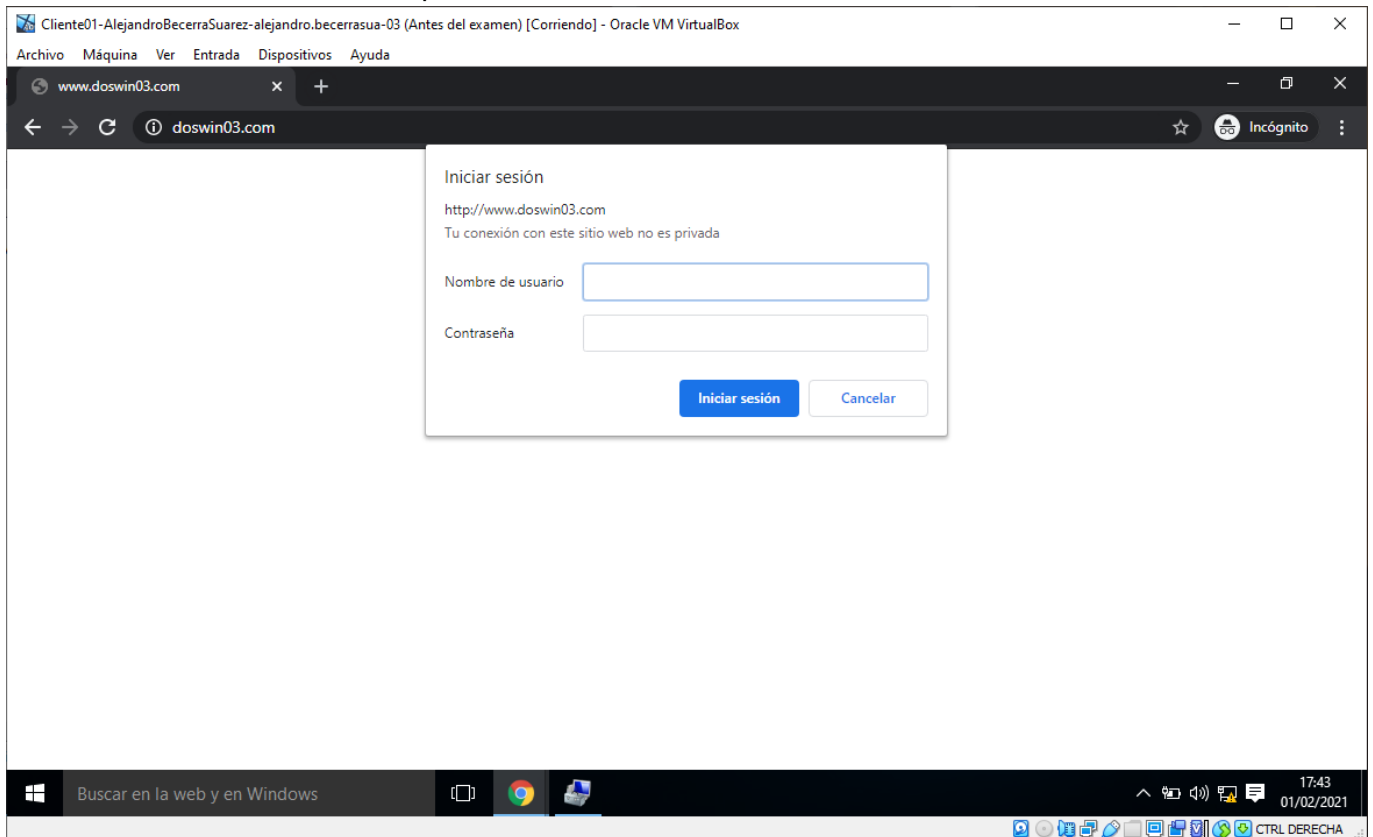 Cliente01-AlejandroBecerraSuarez-alejandro.becerrasua-03 (Antes del examen) [Corriendo] - Oracle VM VirtualBox
Archivo Máquina Ver Entrada Dispositivos Ayuda
www.doswin03.com
doswin03.com
Incógnito
Iniciar sesión
http://www.doswin03.com
Tu conexión con este sitio web no es privada
Nombre de usuario
Contraseña
Iniciar sesión Cancelar
Buscar en la web y en Windows
17:43
01/02/2021
CTRL DERECHA